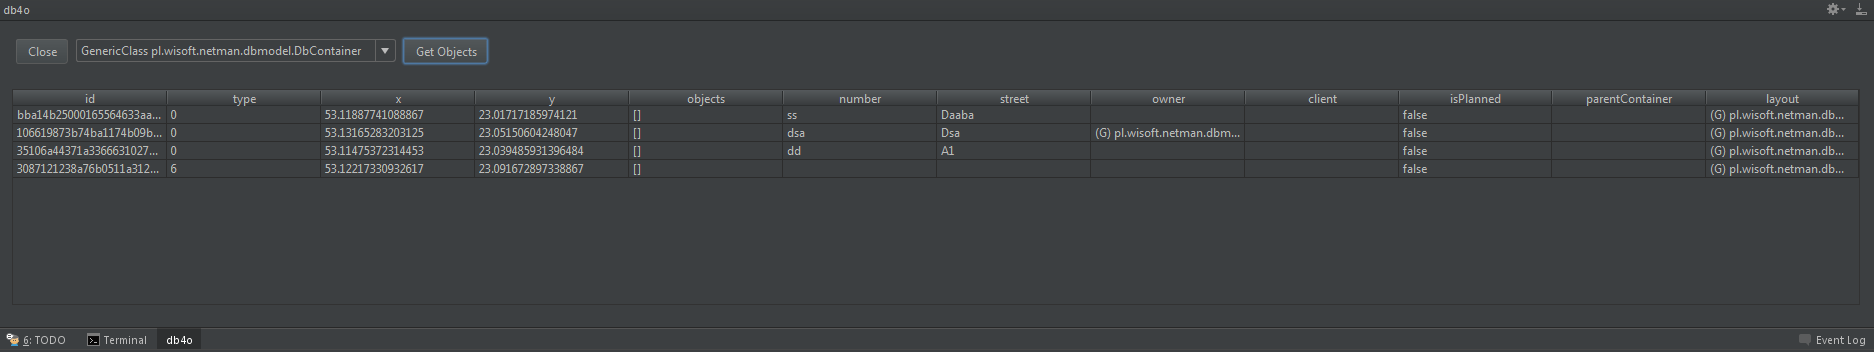 db4o
Close GenericClass pl.wisoft.netman.dbmodel.DbContainer Get Objects
id type x y objects number street owner client isPlanned parentContainer layout
bba14b25000165564633aa... 0 53.11887741088867 23.01717185974121 [] ss Daaba false (G) pl.wisoft.netman.db...
106619873b74ba1174b09b... 0 53.13165283203125 23.05150604248047 [] dsa Dsa (G) pl.wisoft.netman.dbm... false (G) pl.wisoft.netman.db...
35106a44371a3366631027... 0 53.11475372314453 23.039485931396484 [] dd A1 false (G) pl.wisoft.netman.db...
3087121238a76b0511a312... 6 53.12217330932617 23.091672897338867 [] false (G) pl.wisoft.netman.db...
6: TODO Terminal db4o Event Log